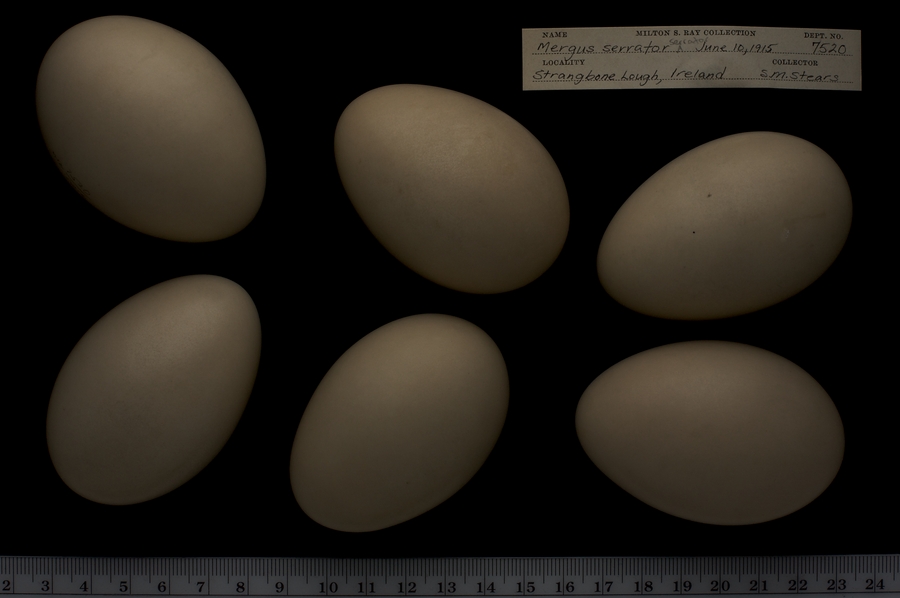 NAME MILTON S. RAY COLLECTION DEPT. NO.
Mergus serrator serrator June 10, 1915 7520
LOCALITY COLLECTOR
Strangbone Lough, Ireland S.M. Stears
2 3 4 5 6 7 8 9 10 11 12 13 14 15 16 17 18 19 20 21 22 23 24